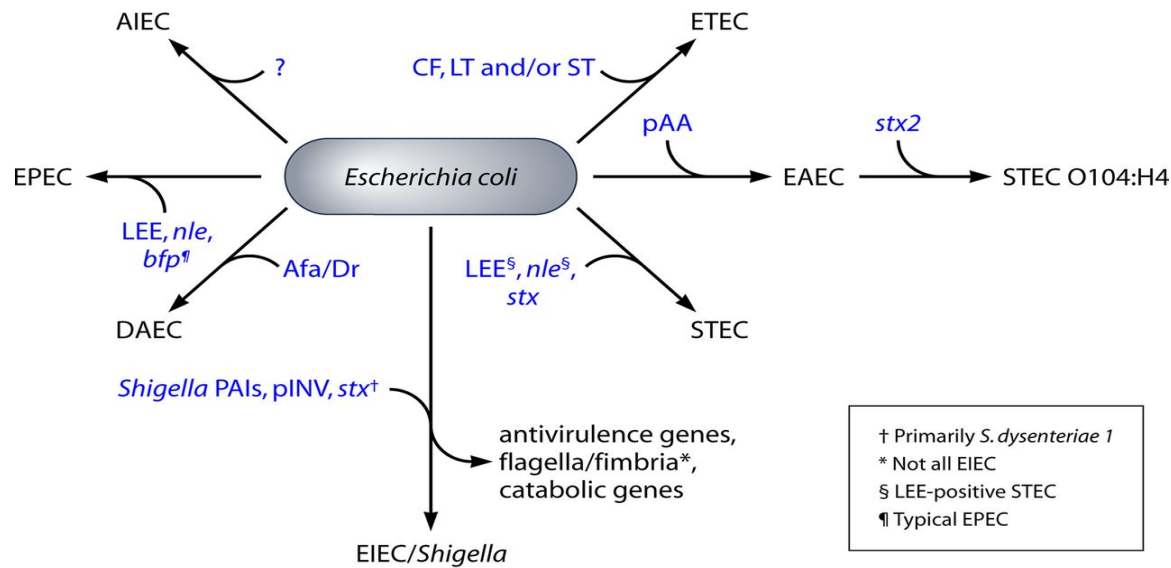 AIEC
ETEC
?
CF, LT and/or ST
pAA
stx2
EPEC
Escherichia coli
EAEC
STEC O104:H4
LEE, nle,
bfp¶
Afa/Dr
LEE§, nle§,
stx
DAEC
STEC
Shigella PAIs, pINV, stx†
antivirulence genes,
flagella/fimbria*,
catabolic genes
EIEC/Shigella
† Primarily S. dysenteriae 1
* Not all EIEC
§ LEE-positive STEC
¶ Typical EPEC